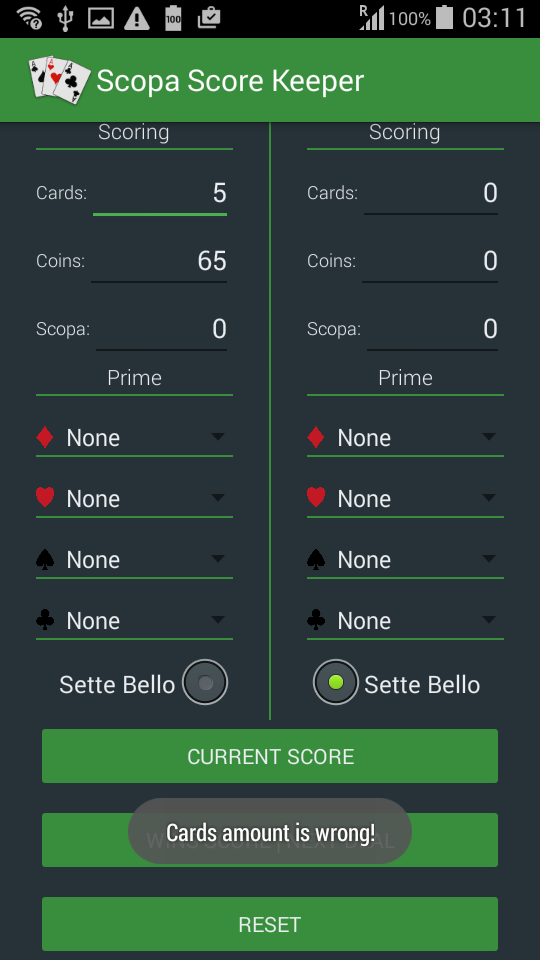 R 100% 03:11
100
Scopa Score Keeper
Scoring Scoring
Cards: 5 Cards: 0
Coins: 65 Coins: 0
Scopa: 0 Scopa: 0
Prime Prime
None None
None None
None None
None None
Sette Bello Sette Bello
CURRENT SCORE
Cards amount is wrong!
RESET